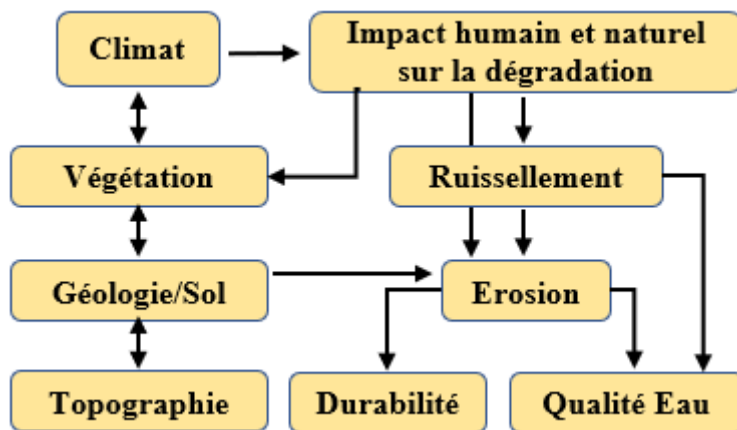 Climat
Impact humain et naturel
sur la dégradation
Végétation
Ruissellement
Géologie/Sol
Erosion
Topographie
Durabilité
Qualité Eau